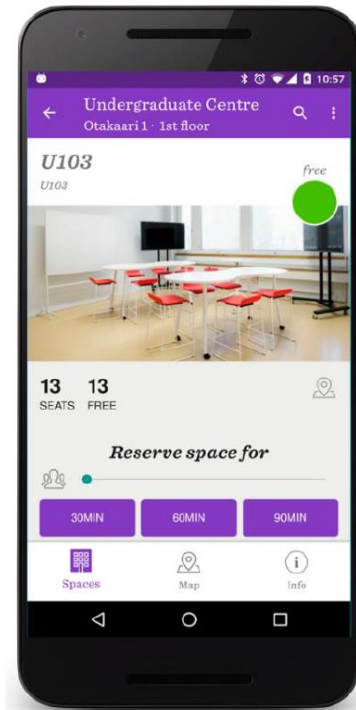 10:57
Undergraduate Centre
Otakaari 1 - 1st floor
U103
U103
free
13 13
SEATS FREE
Reserve space for
30MIN 60MIN 90MIN
Spaces Map Info